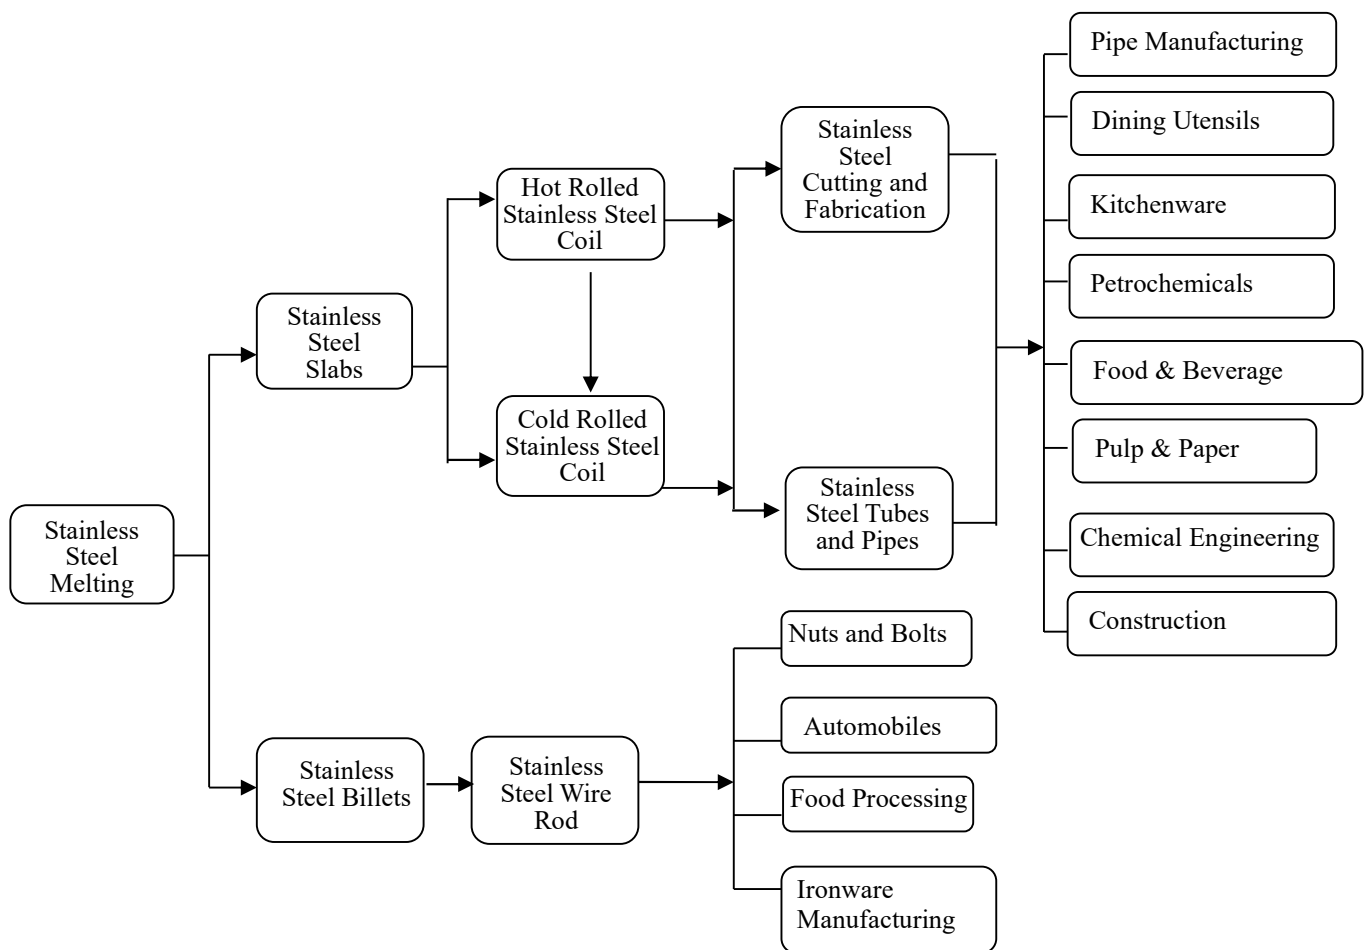 Stainless
Steel
Melting
Stainless
Steel
Slabs
Stainless
Steel Billets
Hot Rolled
Stainless Steel
Coil
Cold Rolled
Stainless Steel
Coil
Stainless
Steel Wire
Rod
Stainless
Steel
Cutting and
Fabrication
Stainless
Steel Tubes
and Pipes
Nuts and Bolts
Automobiles
Food Processing
Ironware
Manufacturing
Pipe Manufacturing
Dining Utensils
Kitchenware
Petrochemicals
Food & Beverage
Pulp & Paper
Chemical Engineering
Construction